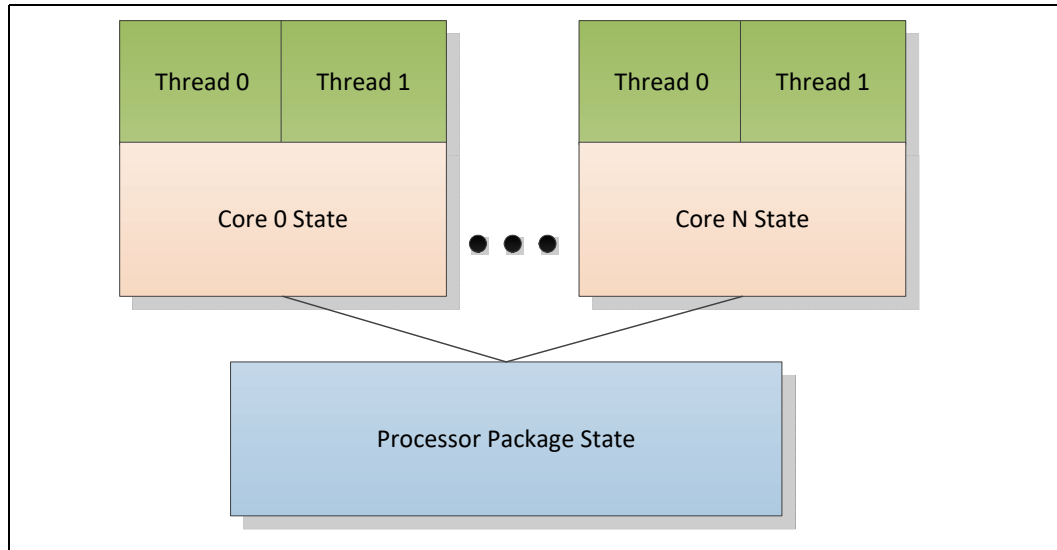 Thread 0
Thread 1
Thread 0
Thread 1
Core 0 State
Core N State
Processor Package State